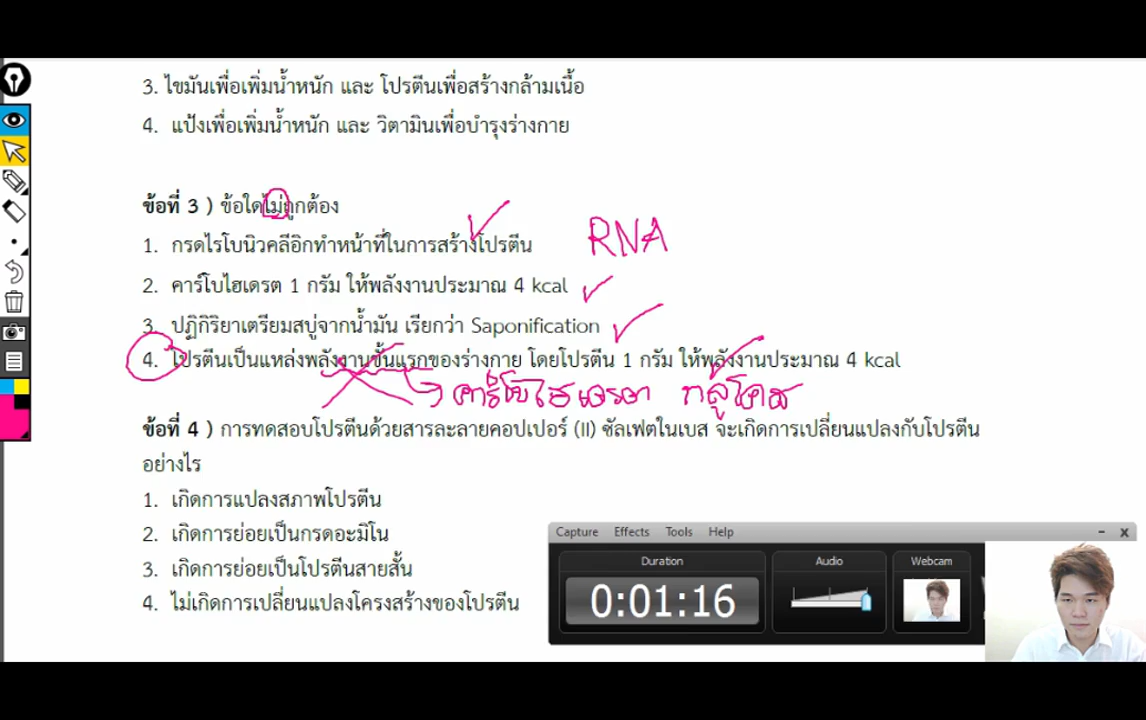 3. ไขมันเพื่อเพิ่มน้ำหนัก และ โปรตีนเพื่อสร้างกล้ามเนื้อ
4. แป้งเพื่อเพิ่มน้ำหนัก และ วิตามินเพื่อบำรุงร่างกาย
ข้อที่ 3 ) ข้อใดไม่ถูกต้อง
1. กรดไรโบนิวคลีอิกทำหน้าที่ในการสร้างโปรตีน RNA
2. คาร์โบไฮเดรต 1 กรัม ให้พลังงานประมาณ 4 kcal
3. ปฏิกิริยาเตรียมสบู่จากน้ำมัน เรียกว่า Saponification
4. โปรตีนเป็นแหล่งพลังงานชั้นแรกของร่างกาย โดยโปรตีน 1 กรัม ให้พลังงานประมาณ 4 kcal
คาร์โบไฮเดรต กลูโคส
ข้อที่ 4 ) การทดสอบโปรตีนด้วยสารละลายคอปเปอร์ (II) ซัลเฟตในเบส จะเกิดการเปลี่ยนแปลงกับโปรตีน
อย่างไร
1. เกิดการแปลงสภาพโปรตีน
2. เกิดการย่อยเป็นกรดอะมิโน
3. เกิดการย่อยเป็นโปรตีนสายสั้น
4. ไม่เกิดการเปลี่ยนแปลงโครงสร้างของโปรตีน
Capture Effects Tools Help
Duration Audio Webcam
0:01:16